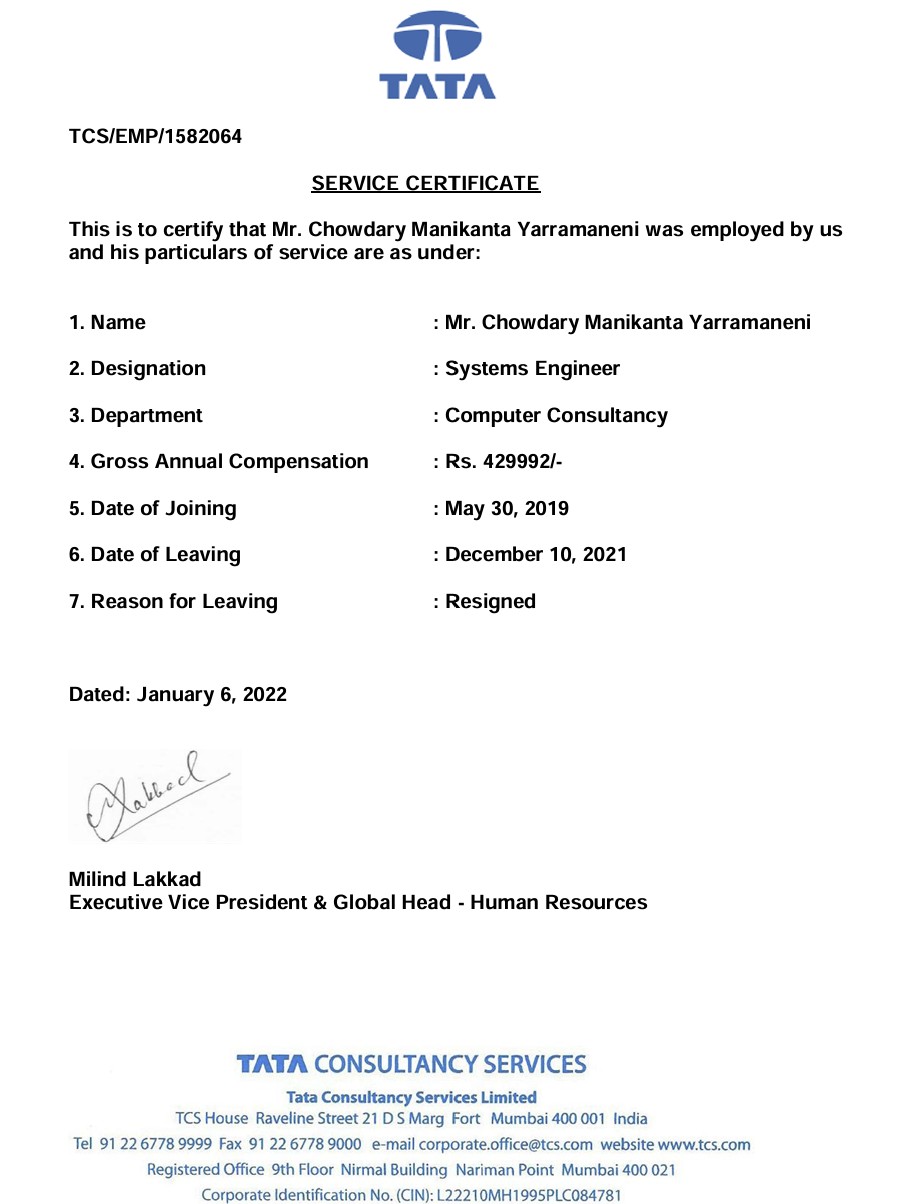 TATA
TCS/EMP/1582064
SERVICE CERTIFICATE
This is to certify that Mr. Chowdary Manikanta Yarramaneni was employed by us
and his particulars of service are as under:
1. Name : Mr. Chowdary Manikanta Yarramaneni
2. Designation : Systems Engineer
3. Department : Computer Consultancy
4. Gross Annual Compensation : Rs. 429992/-
5. Date of Joining : May 30, 2019
6. Date of Leaving : December 10, 2021
7. Reason for Leaving : Resigned
Dated: January 6, 2022
Lakkad
Milind Lakkad
Executive Vice President & Global Head - Human Resources
TATA CONSULTANCY SERVICES
Tata Consultancy Services Limited
TCS House Raveline Street 21 D S Marg Fort Mumbai 400 001 India
Tel 91 22 6778 9999 Fax 91 22 6778 9000 e-mail corporate.office@tcs.com website www.tcs.com
Registered Office 9th Floor Nirmal Building Nariman Point Mumbai 400 021
Corporate Identification No. (CIN): L22210MH1995PLC084781